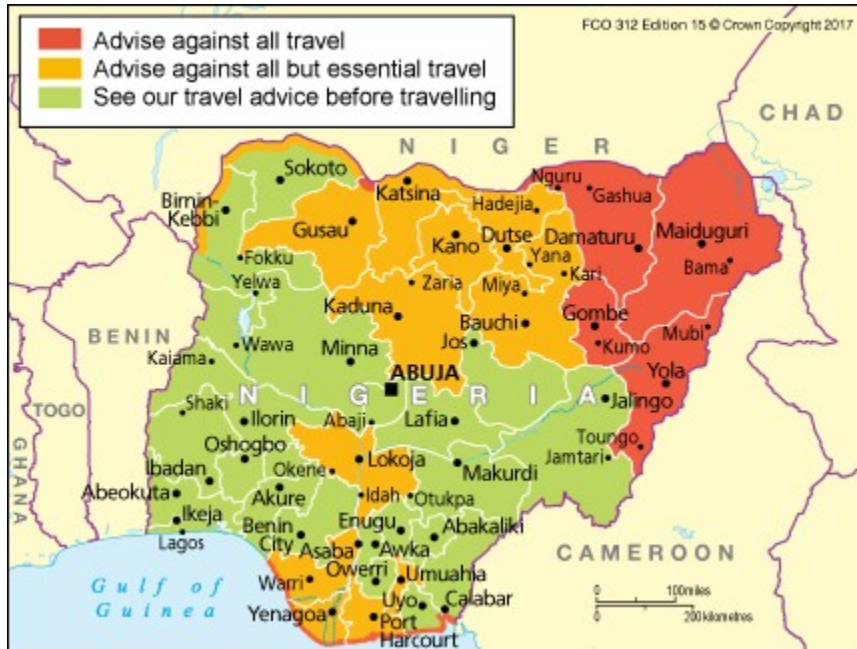 FCO 312 Edition 15 © Crown Copyright 2017
Advise against all travel
Advise against all but essential travel
See our travel advice before travelling
CHAD
NIGER
Sokoto
Katsina
Nguru
Gashua
Birnin-
Kebbi
Hadejia
Gusau
Kano
Dutse
Damaturu
Maiduguri
Fokku
Yana
Bama
Yelwa
Zaria
Kari
Kaduna
Miya
Bauchi
Gombe
Mubi
BENIN
Wawa
Jos
Kumo
Kaiama
Minna
ABUJA
Yola
NIGERIA
Jalingo
TOGO
Shaki
Ilorin
Abaji
Lafia
GHANA
Oshogbo
Toungo
Ibadan
Okene
Lokoja
Makurdi
Jamtari
Abeokuta
Akure
Idah
Otukpa
Ikeja
Benin
City
Enugu
Abakaliki
Lagos
Asaba
Awka
CAMEROON
Owerri
Gulf of
Guinea
Warri
Umuahia
Yenagoa
Uyo
Calabar
Port
Harcourt
0 100miles
0 200kilometres